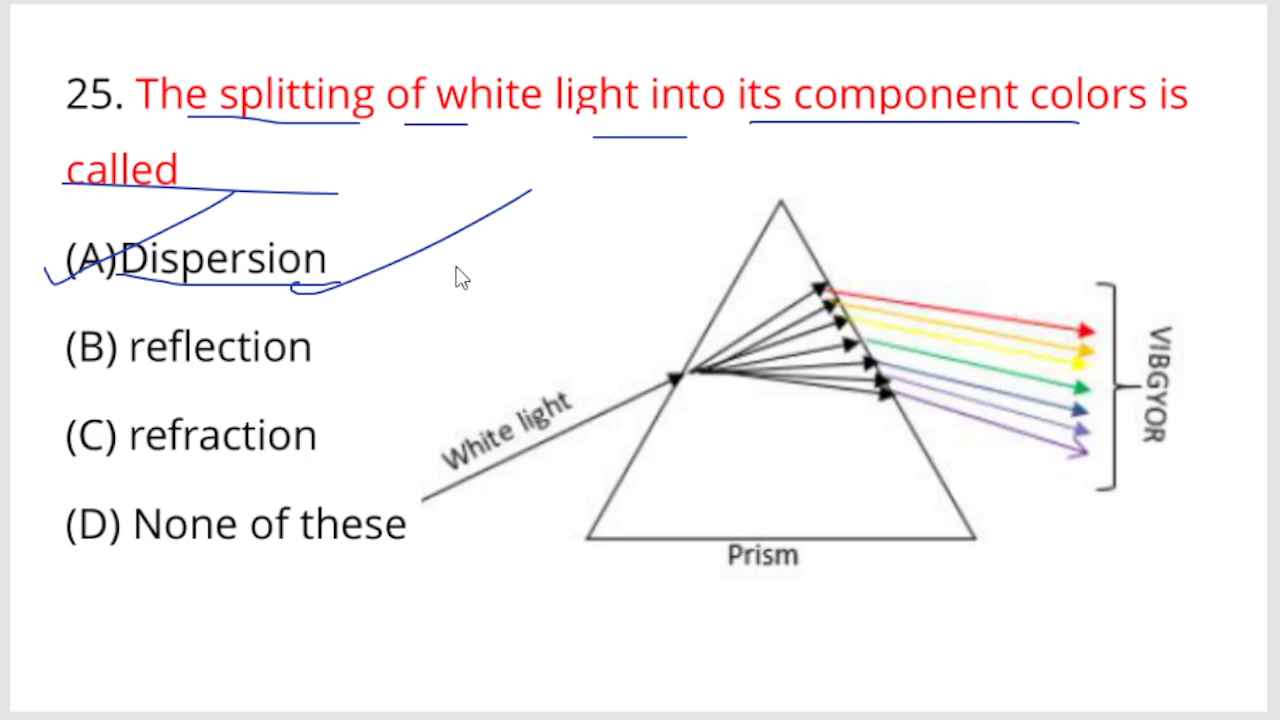 25. The splitting of white light into its component colors is
called
(A)Dispersion
(B) reflection
(C) refraction
(D) None of these
White light
Prism
VIBGYOR